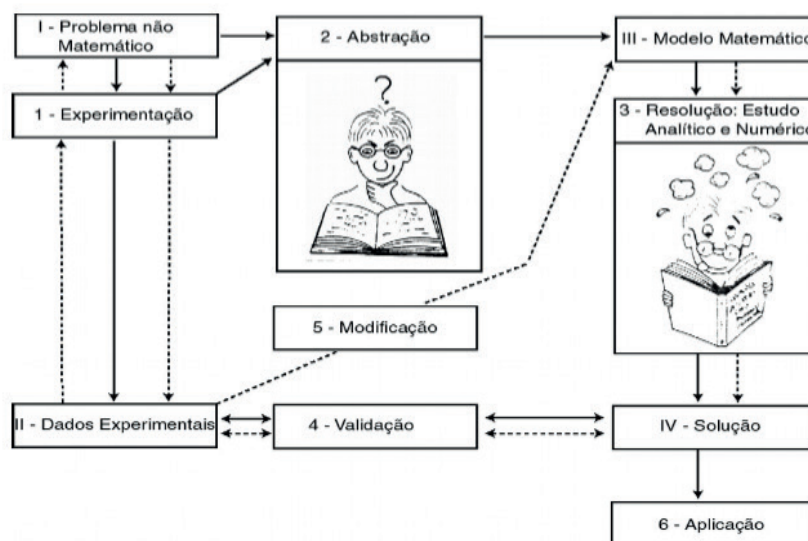 I - Problema não
Matemático
2 - Abstração
III - Modelo Matemático
1 - Experimentação
3 - Resolução: Estudo
Analítico e Numérico
?
5 - Modificação
II - Dados Experimentais
4 - Validação
IV - Solução
6 - Aplicação